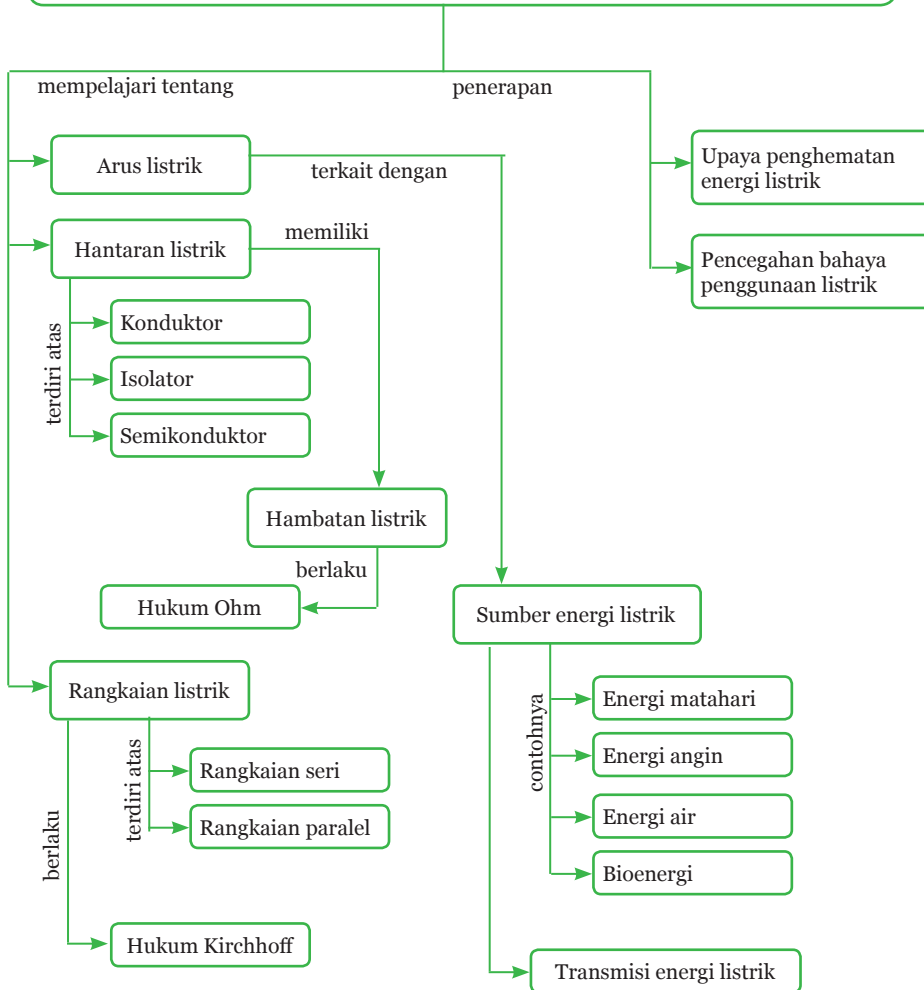 mempelajari tentang
penerapan
Arus listrik
terkait dengan
Upaya penghematan
energi listrik
Hantaran listrik
memiliki
Pencegahan bahaya
penggunaan listrik
terdiri atas
Konduktor
Isolator
Semikonduktor
Hambatan listrik
berlaku
Hukum Ohm
Sumber energi listrik
Rangkaian listrik
contohnya
Energi matahari
Energi angin
Energi air
Bioenergi
terdiri atas
Rangkaian seri
Rangkaian paralel
berlaku
Hukum Kirchhoff
Transmisi energi listrik